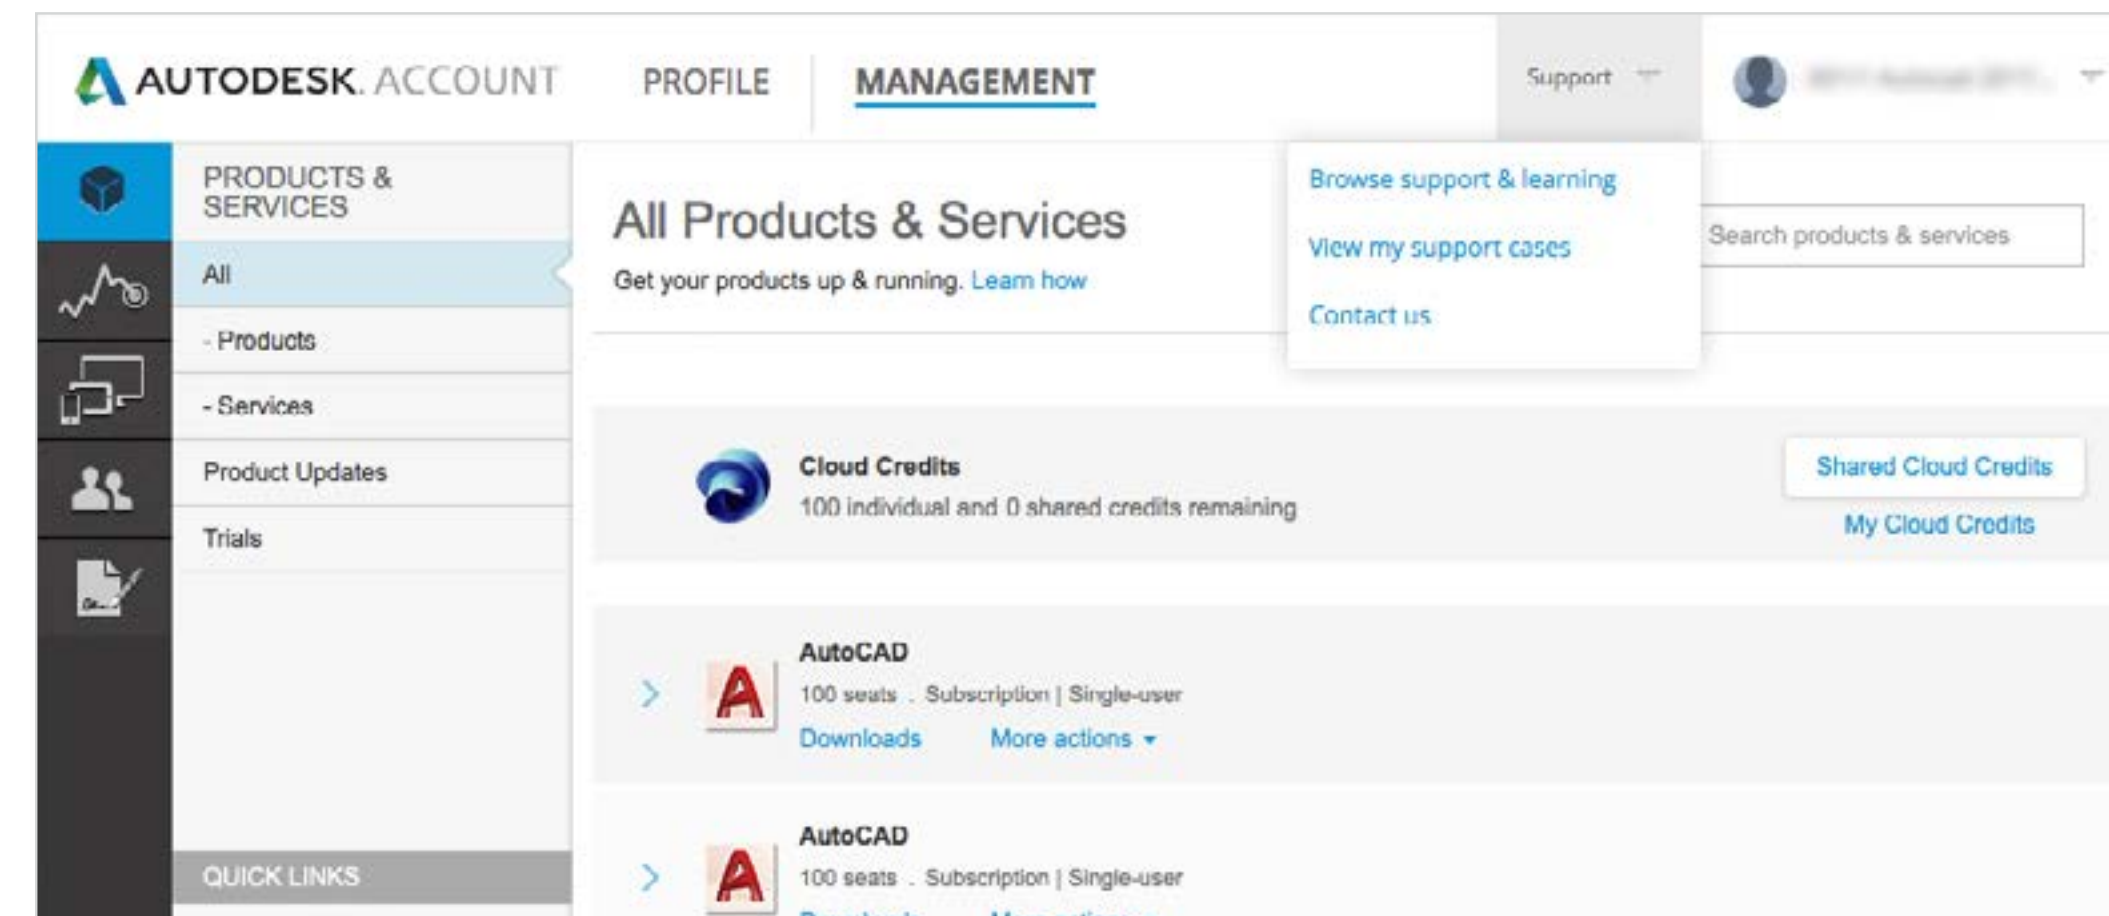 AUTODESK. ACCOUNT
PROFILE
MANAGEMENT
Support
PRODUCTS &
SERVICES
All
- Products
- Services
Product Updates
Trials
QUICK LINKS
All Products & Services
Get your products up & running. Learn how
Browse support & learning
View my support cases
Contact us
Search products & services
Cloud Credits
100 individual and 0 shared credits remaining
Shared Cloud Credits
My Cloud Credits
AutoCAD
100 seats . Subscription | Single-user
Downloads More actions
AutoCAD
100 seats . Subscription | Single-user